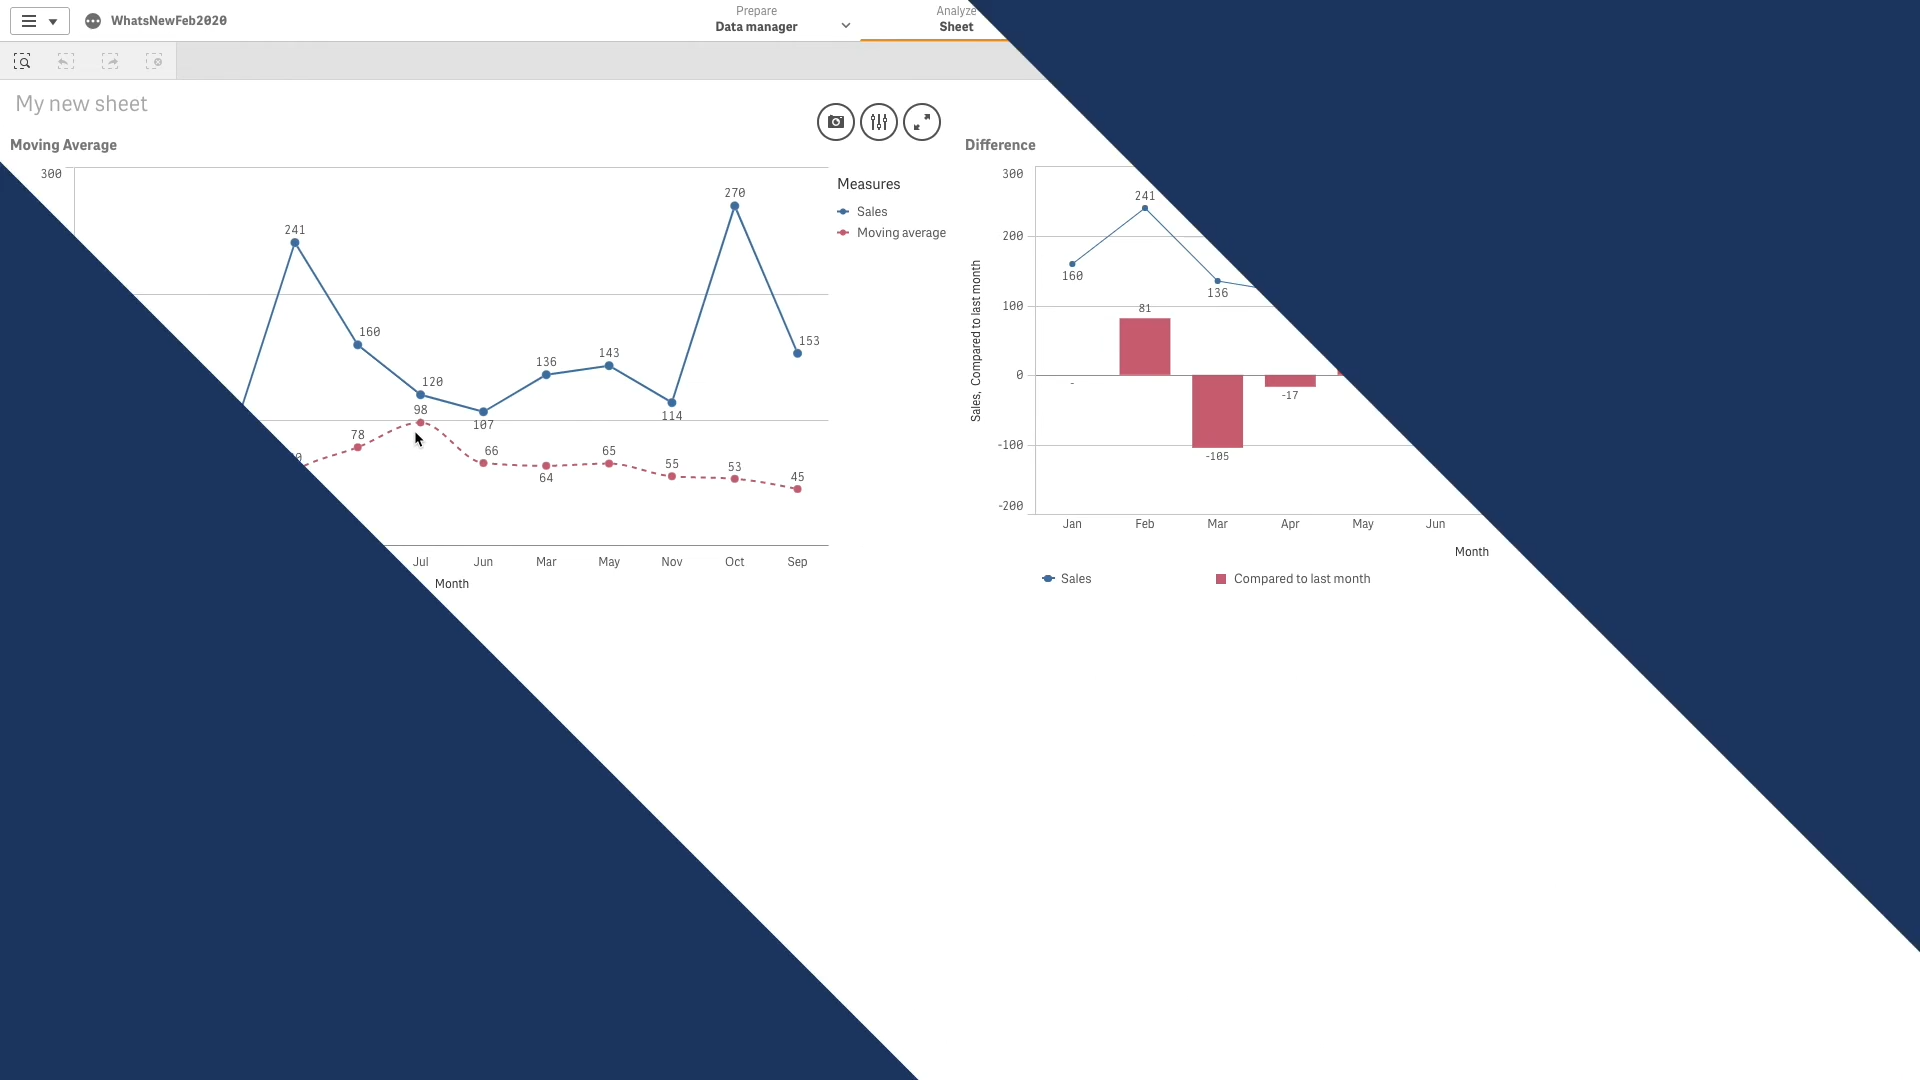 WhatsNewFeb2020
Prepare
Data manager
Analyze
Sheet
My new sheet
Moving Average
300
241
160
120
98
107
136
143
114
270
153
78
66
64
65
55
53
45
Jul Jun Mar May Nov Oct Sep
Month
Measures
Sales
Moving average
Difference
Sales, Compared to last month
300
200
100
0
-100
-200
241
160
136
81
-
-17
-105
Jan Feb Mar Apr May Jun
Month
Sales
Compared to last month